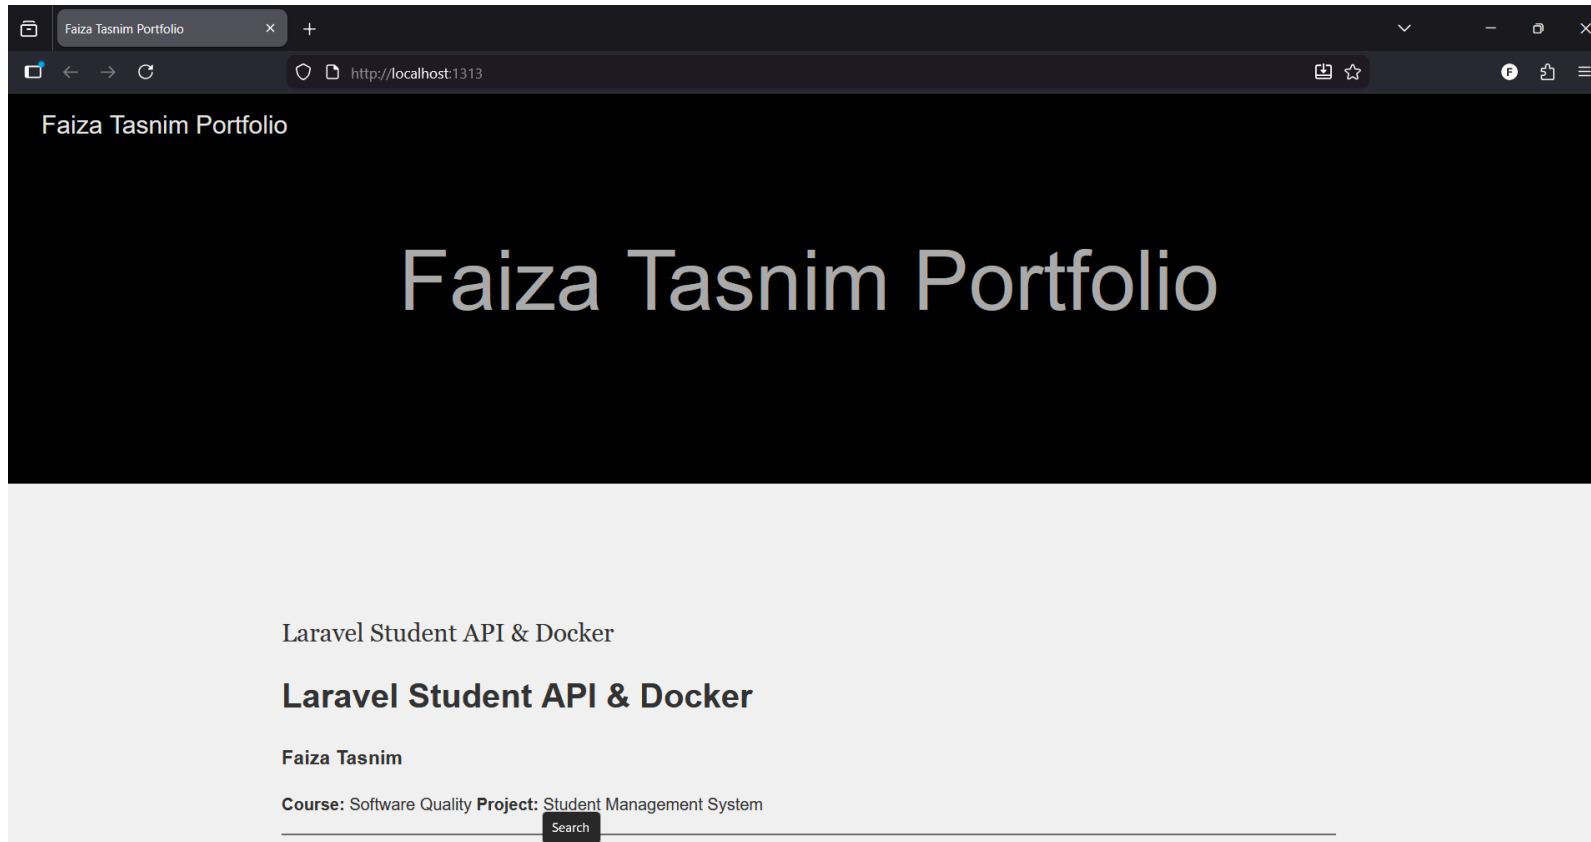 Faiza Tasnim Portfolio
http://localhost:1313
F
Faiza Tasnim Portfolio
Faiza Tasnim Portfolio
Laravel Student API & Docker
Laravel Student API & Docker
Faiza Tasnim
Course: Software Quality Project: Student Management System
Search